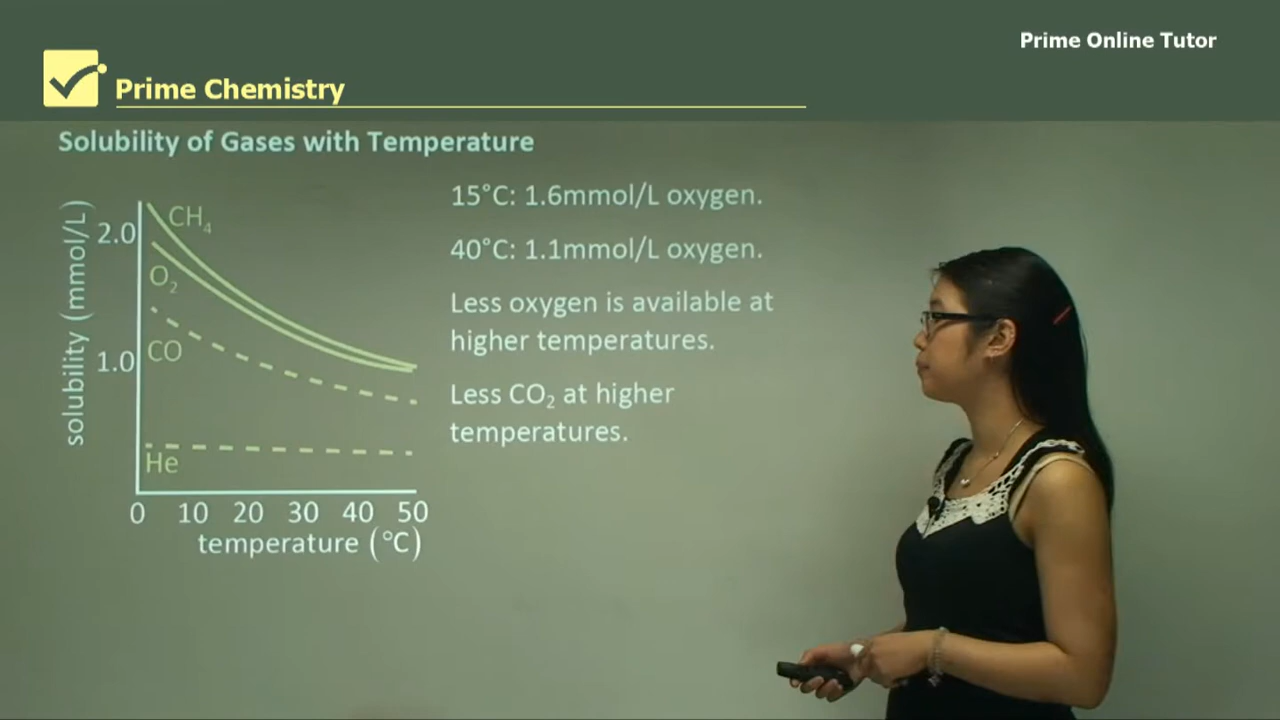 Prime Online Tutor
Prime Chemistry
Solubility of Gases with Temperature
solubility (mmol/L)
2.0
1.0
CH₄
O₂
CO
He
0 10 20 30 40 50
temperature (°C)
15°C: 1.6mmol/L oxygen.
40°C: 1.1mmol/L oxygen.
Less oxygen is available at
higher temperatures.
Less CO₂ at higher
temperatures.